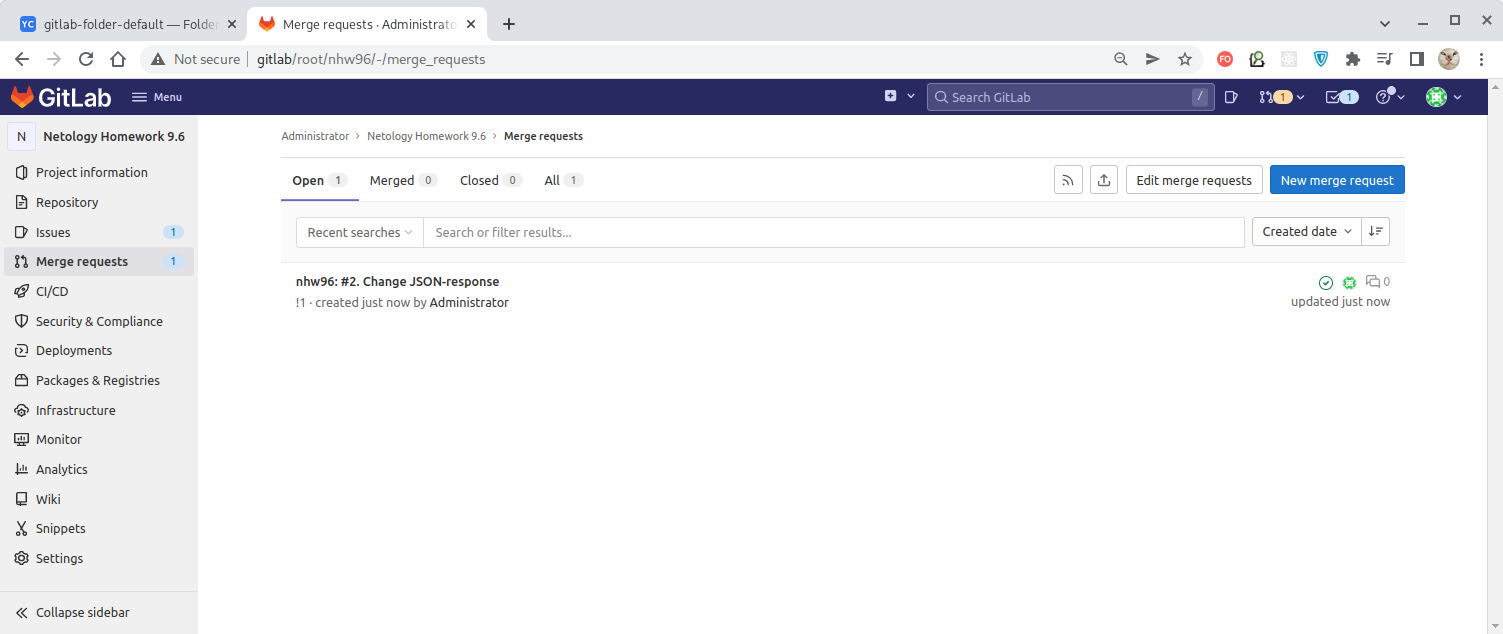 YC gitlab-folder-default — Folder Merge requests · Administrato
Not secure gitlab/root/nhw96/-/merge_requests FO
GitLab Menu Search GitLab / 1 1
N Netology Homework 9.6
Project information
Repository
Issues 1
Merge requests 1
CI/CD
Security & Compliance
Deployments
Packages & Registries
Infrastructure
Monitor
Analytics
Wiki
Snippets
Settings
Collapse sidebar
Administrator › Netology Homework 9.6 › Merge requests
Open 1 Merged 0 Closed 0 All 1 Edit merge requests New merge request
Recent searches Search or filter results... Created date
nhw96: #2. Change JSON-response 0
!1 · created just now by Administrator updated just now